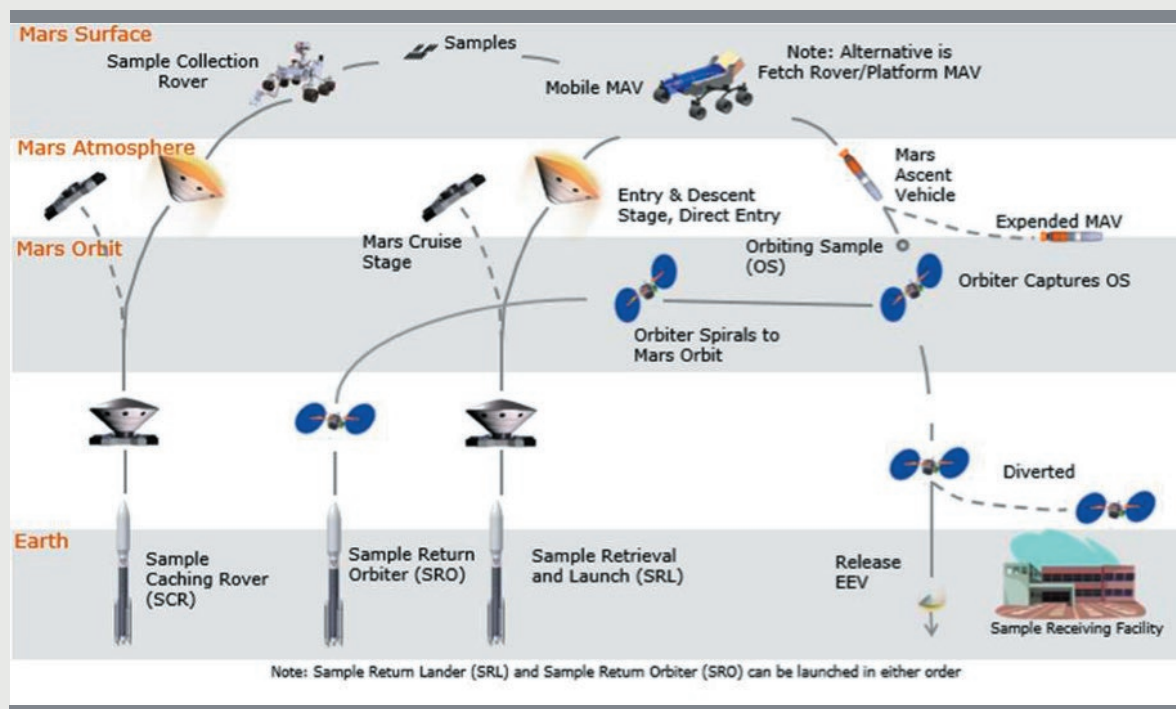 Mars Surface
Sample Collection
Rover
Samples
Mobile MAV
Note: Alternative is
Fetch Rover/Platform MAV
Mars Atmosphere
Mars
Ascent
Vehicle
Entry & Descent
Stage, Direct Entry
Expended MAV
Mars Orbit
Mars Cruise
Stage
Orbiting Sample
(OS)
Orbiter Captures OS
Orbiter Spirals to
Mars Orbit
Diverted
Earth
Sample
Caching Rover
(SCR)
Sample Return
Orbiter (SRO)
Sample Retrieval
and Launch (SRL)
Release
EEV
Sample Receiving Facility
Note: Sample Return Lander (SRL) and Sample Return Orbiter (SRO) can be launched in either order